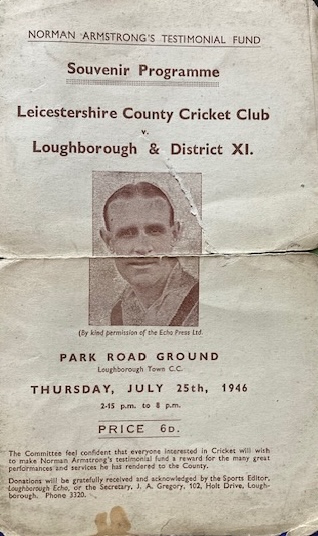 NORMAN ARMSTRONG'S TESTIMONIAL FUND
Souvenir Programme
Leicestershire County Cricket Club
v.
Loughborough & District XI.
(By kind permission of the Echo Press Ltd.
PARK ROAD GROUND
Loughborough Town C.C.
THURSDAY, JULY 25th, 1946
2-15 p.m. to 8 p.m.
PRICE 6D.
The Committee feel confident that everyone interested in Cricket will wish
to make Norman Armstrong's testimonial fund a reward for the many great
performances and services he has rendered to the County.
Donations will be gratefully received and acknowledged by the Sports Editor,
Loughborough Echo, or the Secretary, J. A. Gregory, 102, Holt Drive, Lough-
borough. Phone 3320.